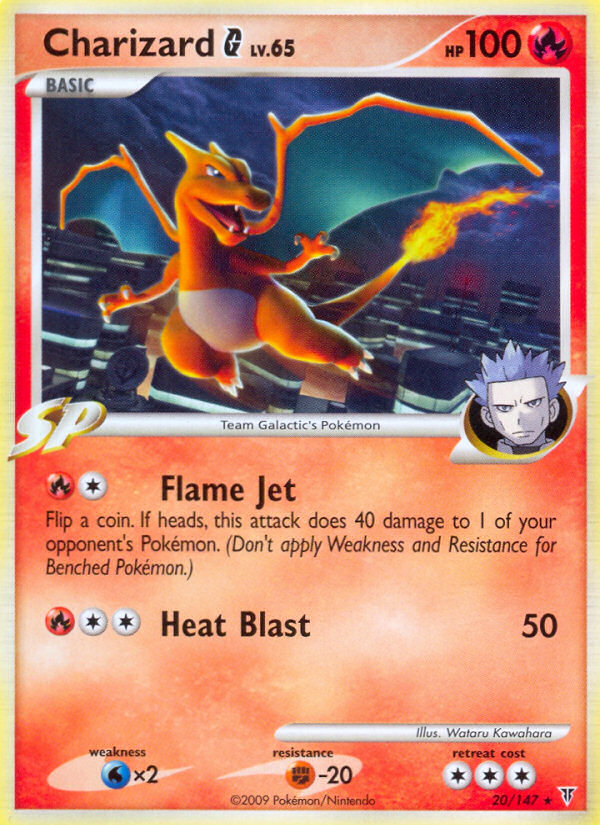 Charizard G LV.65 HP 100
BASIC
SP
Team Galactic's Pokémon
Flame Jet
Flip a coin. If heads, this attack does 40 damage to 1 of your
opponent's Pokémon. (Don't apply Weakness and Resistance for
Benched Pokémon.)
Heat Blast 50
Illus. Wataru Kawahara
weakness resistance retreat cost
×2 -20
©2009 Pokémon/Nintendo 20/147 ★